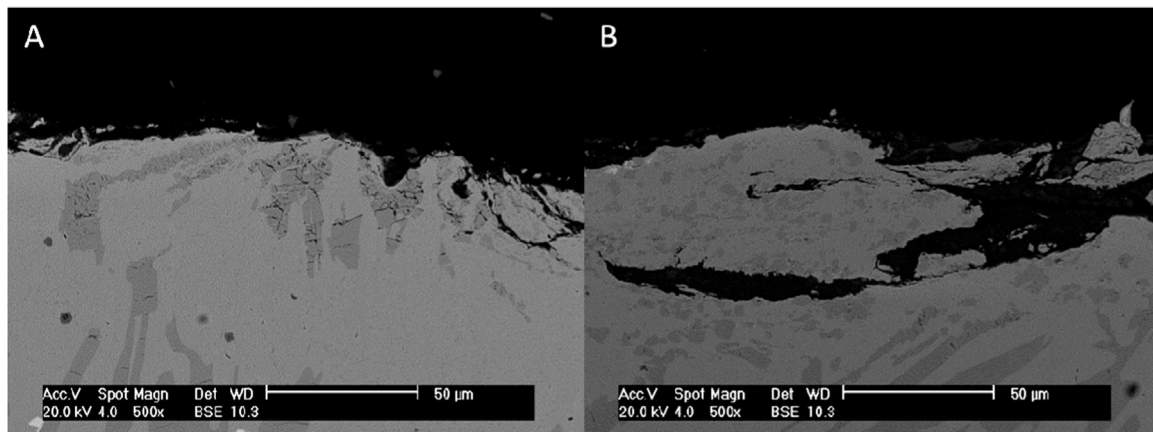 A
Acc.V Spot Magn Det WD 50 µm
20.0 kV 4.0 500x BSE 10.3
B
Acc.V Spot Magn Det WD 50 µm
20.0 kV 4.0 500x BSE 10.3